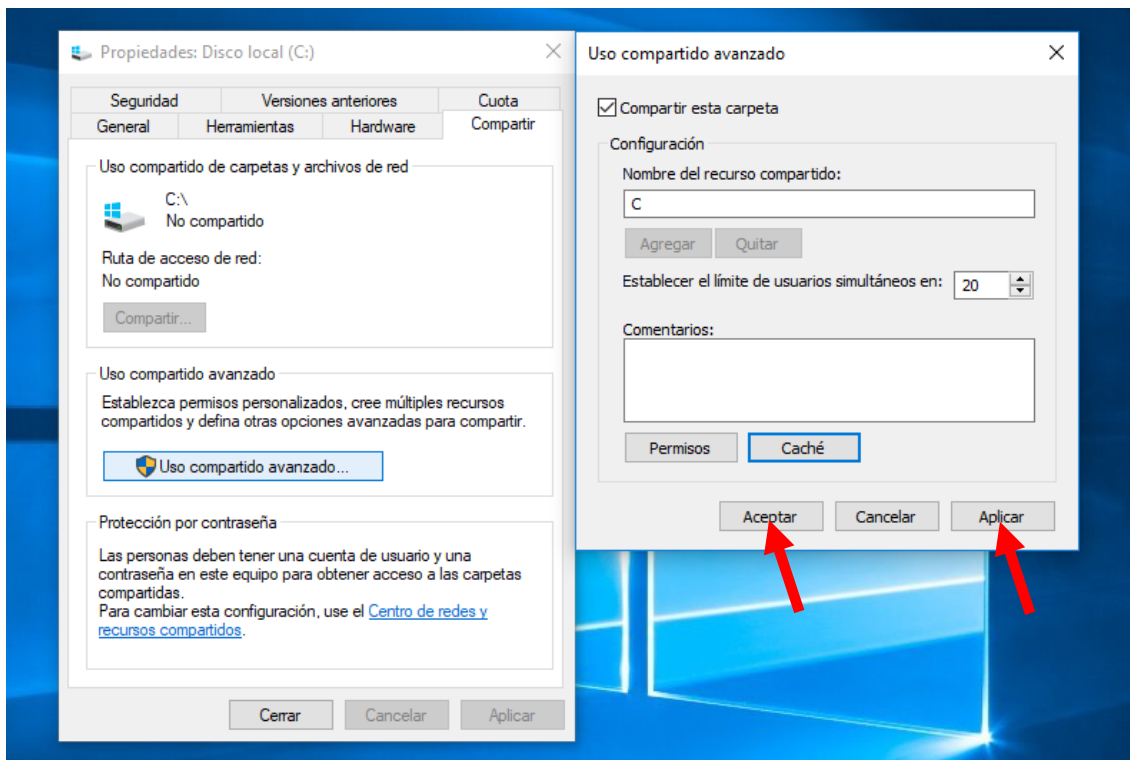 Propiedades: Disco local (C:)
Seguridad
Versiones anteriores
Cuota
General
Herramientas
Hardware
Compartir
Uso compartido de carpetas y archivos de red
C:\
No compartido
Ruta de acceso de red:
No compartido
Compartir...
Uso compartido avanzado
Establezca permisos personalizados, cree múltiples recursos
compartidos y defina otras opciones avanzadas para compartir.
Uso compartido avanzado...
Protección por contraseña
Las personas deben tener una cuenta de usuario y una
contraseña en este equipo para obtener acceso a las carpetas
compartidas.
Para cambiar esta configuración, use el Centro de redes y
recursos compartidos.
Cerrar
Cancelar
Aplicar
Uso compartido avanzado
Compartir esta carpeta
Configuración
Nombre del recurso compartido:
C
Agregar
Quitar
Establecer el límite de usuarios simultáneos en:
20
Comentarios:
Permisos
Caché
Aceptar
Cancelar
Aplicar